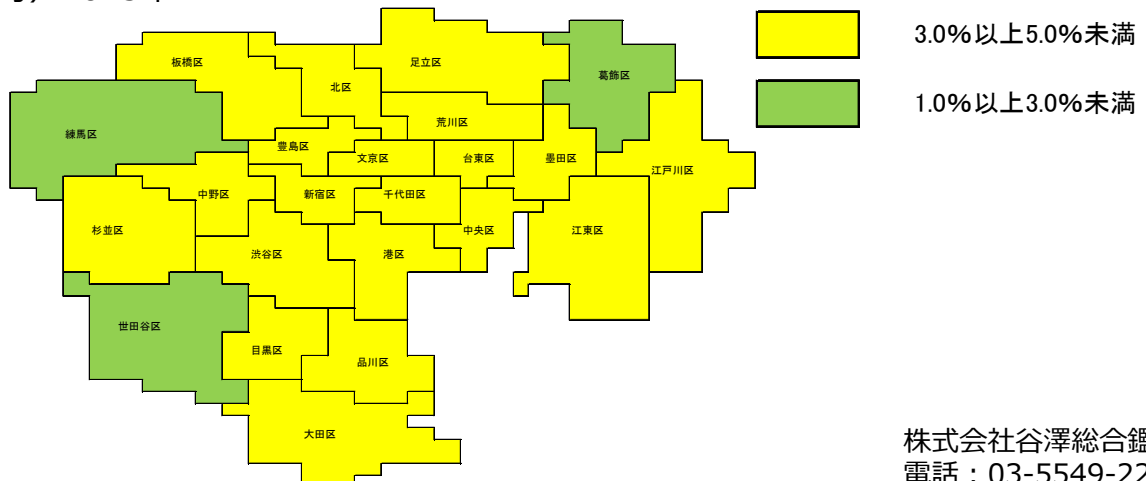 3.0%以上5.0%未満
1.0%以上3.0%未満
足立区
板橋区
葛飾区
北区
荒川区
練馬区
豊島区
文京区
台東区
墨田区
江戸川区
中野区
新宿区
千代田区
杉並区
中央区
江東区
渋谷区
港区
世田谷区
目黒区
品川区
大田区
株式会社谷澤総合鑑
電話：03-5549-22